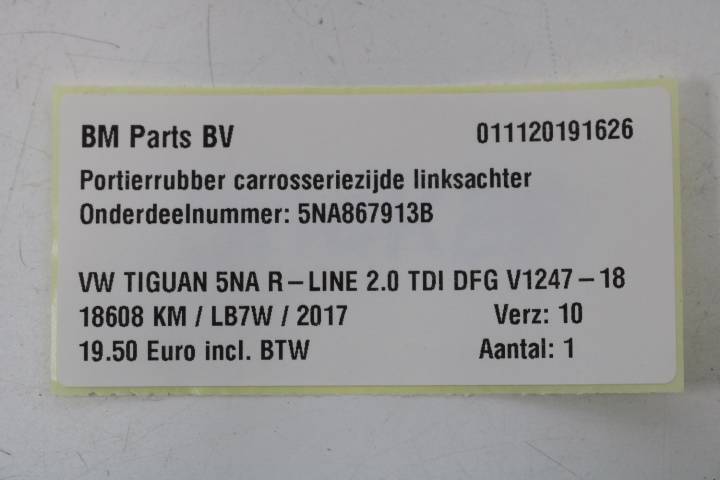 BM Parts BV 011120191626
Portierrubber carrosseriezijde linksachter
Onderdeelnummer: 5NA867913B
VW TIGUAN 5NA R-LINE 2.0 TDI DFG V1247-18
18608 KM / LB7W / 2017 Verz: 10
19.50 Euro incl. BTW Aantal: 1